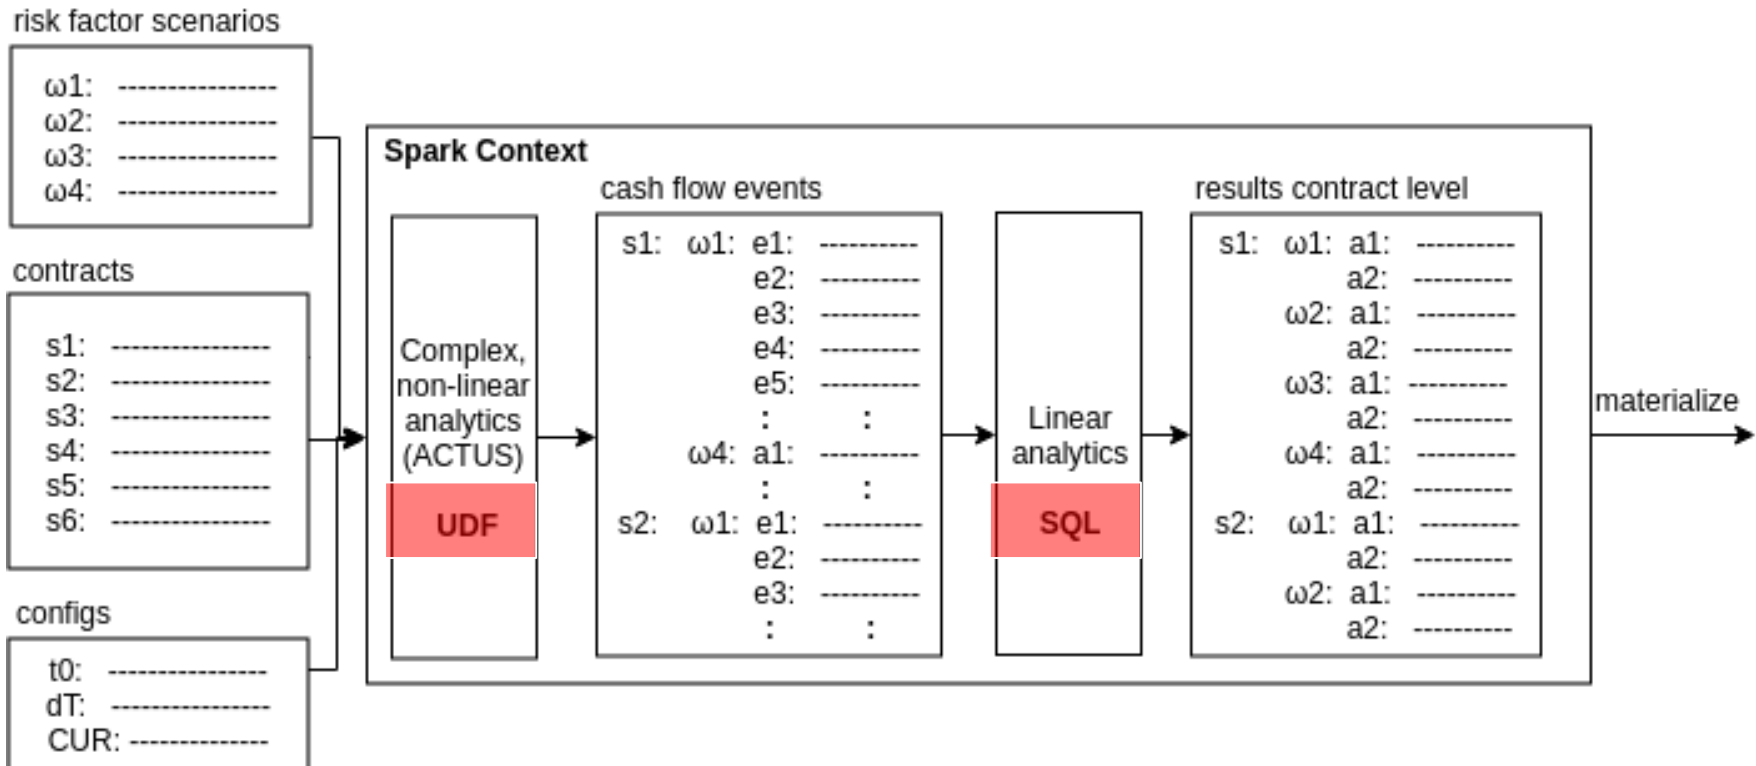 risk factor scenarios
ω1: ----------------
ω2: ----------------
ω3: ----------------
ω4: ----------------
contracts
s1: ----------------
s2: ----------------
s3: ----------------
s4: ----------------
s5: ----------------
s6: ----------------
configs
t0: ----------------
dT: ----------------
CUR: --------------
Spark Context
Complex,
non-linear
analytics
(ACTUS)
UDF
cash flow events
s1: ω1: e1: ----------
e2: ----------
e3: ----------
e4: ----------
e5: ----------
: :
ω4: a1: ----------
: :
s2: ω1: e1: ----------
e2: ----------
e3: ----------
: :
Linear
analytics
SQL
results contract level
s1: ω1: a1: ----------
a2: ----------
ω2: a1: ----------
a2: ----------
ω3: a1: ----------
a2: ----------
ω4: a1: ----------
a2: ----------
s2: ω1: a1: ----------
a2: ----------
ω2: a1: ----------
a2: ----------
materialize